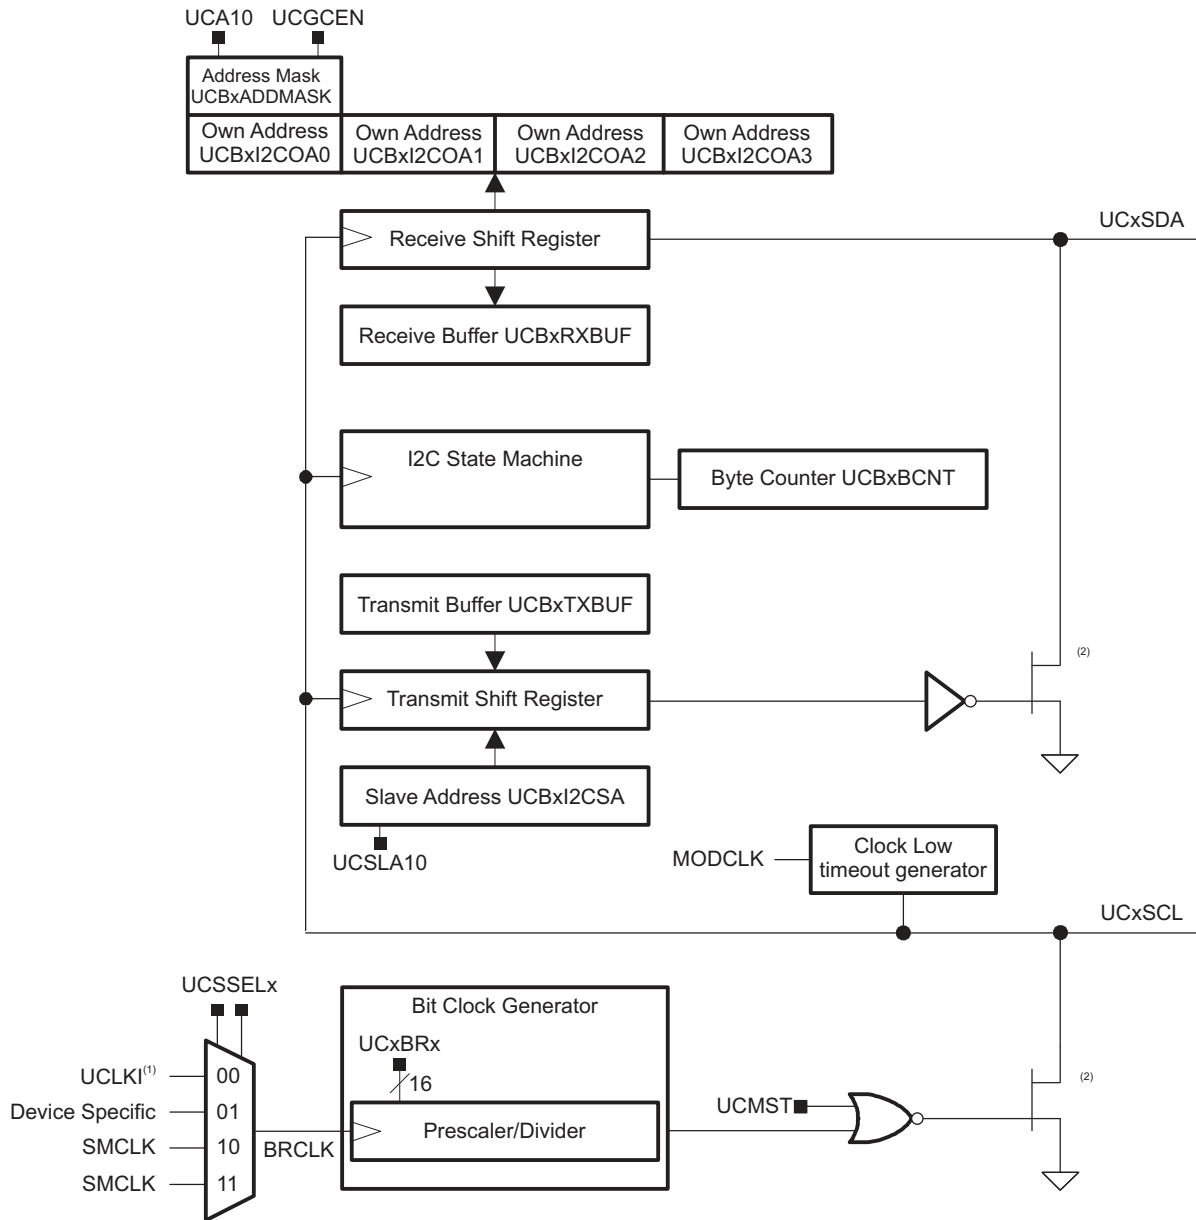 UCA10 UCGCEN
Address Mask
UCBxADDMASK
Own Address
UCBxI2COA0
Own Address
UCBxI2COA1
Own Address
UCBxI2COA2
Own Address
UCBxI2COA3
Receive Shift Register
UCxSDA
Receive Buffer UCBxRXBUF
I2C State Machine
Byte Counter UCBxBCNT
Transmit Buffer UCBxTXBUF
(2)
Transmit Shift Register
Slave Address UCBxI2CSA
UCSLA10
MODCLK
Clock Low
timeout generator
UCxSCL
UCSSELx
Bit Clock Generator
UCxBRx
16
UCLKI(1)
00
Device Specific
01
SMCLK
10
SMCLK
11
BRCLK
Prescaler/Divider
UCMST
(2)